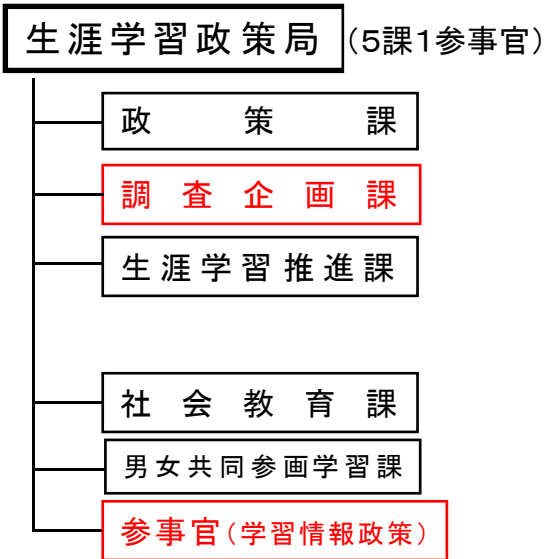 生涯学習政策局（5課1参事官）
政策課
調査企画課
生涯学習推進課
社会教育課
男女共同参画学習課
参事官（学習情報政策）